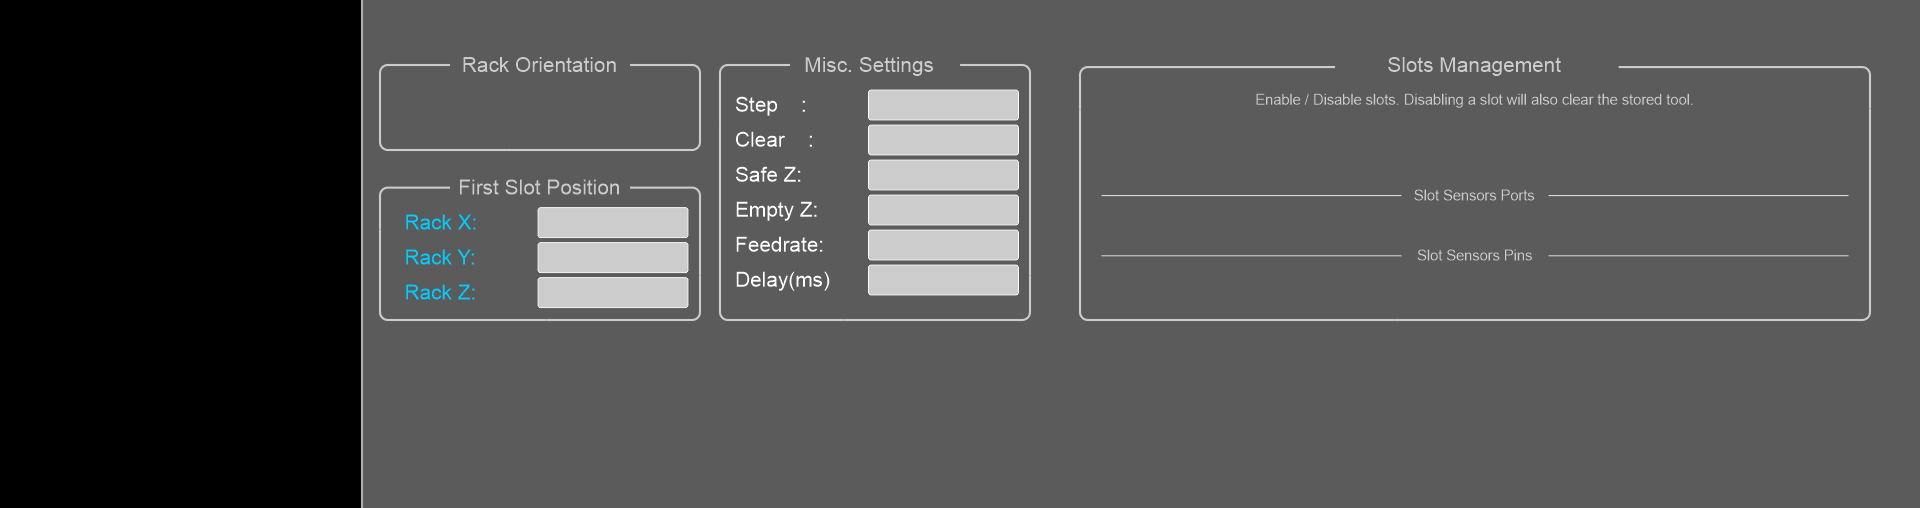 Rack Orientation
First Slot Position
Rack X:
Rack Y:
Rack Z:
Misc. Settings
Step :
Clear :
Safe Z:
Empty Z:
Feedrate:
Delay(ms)
Slots Management
Enable / Disable slots. Disabling a slot will also clear the stored tool.
Slot Sensors Ports
Slot Sensors Pins